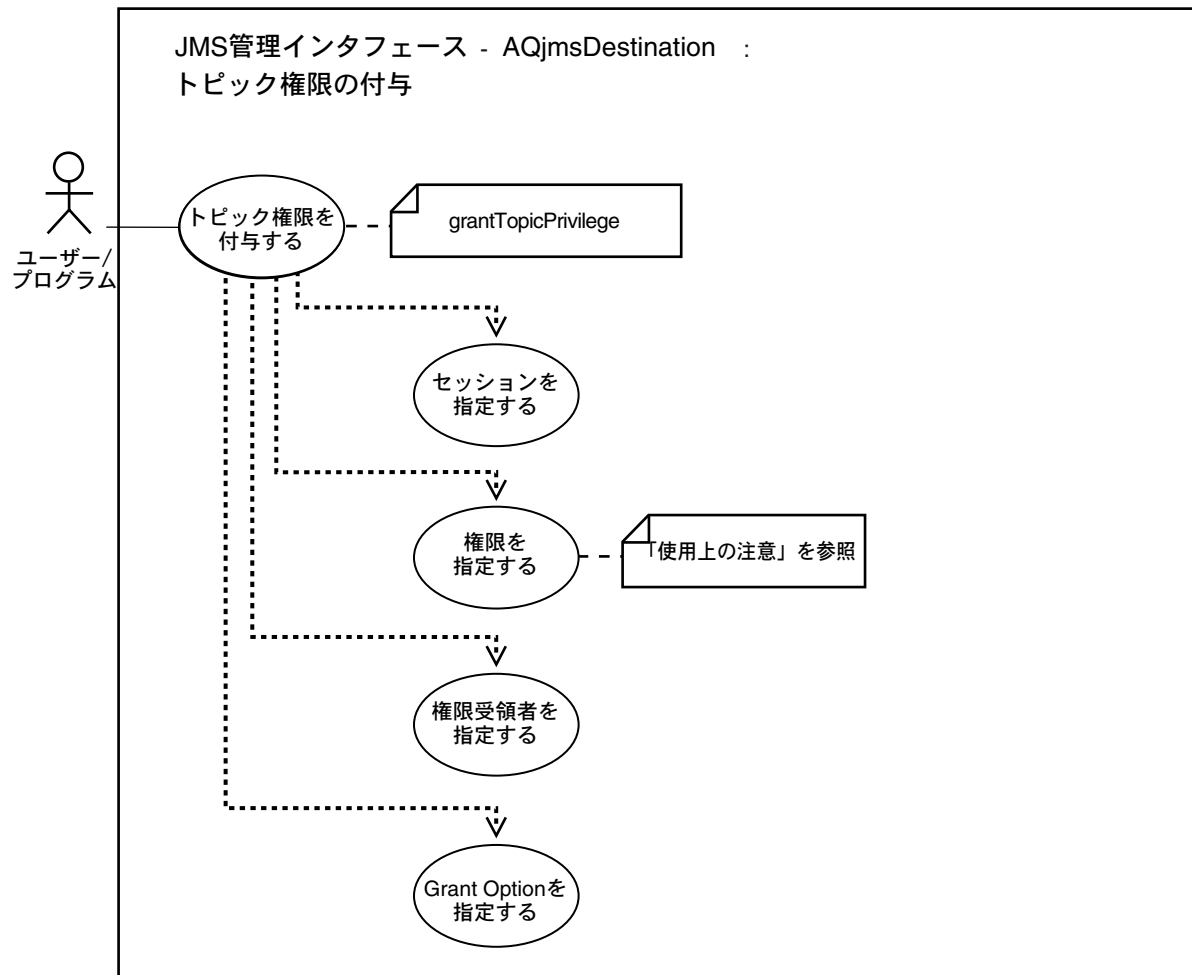 JMS管理インタフェース - AQjmsDestination :
トピック権限の付与
ユーザー/
プログラム
トピック権限を
付与する
grantTopicPrivilege
セッションを
指定する
権限を
指定する
「使用上の注意」を参照
権限受領者を
指定する
Grant Optionを
指定する